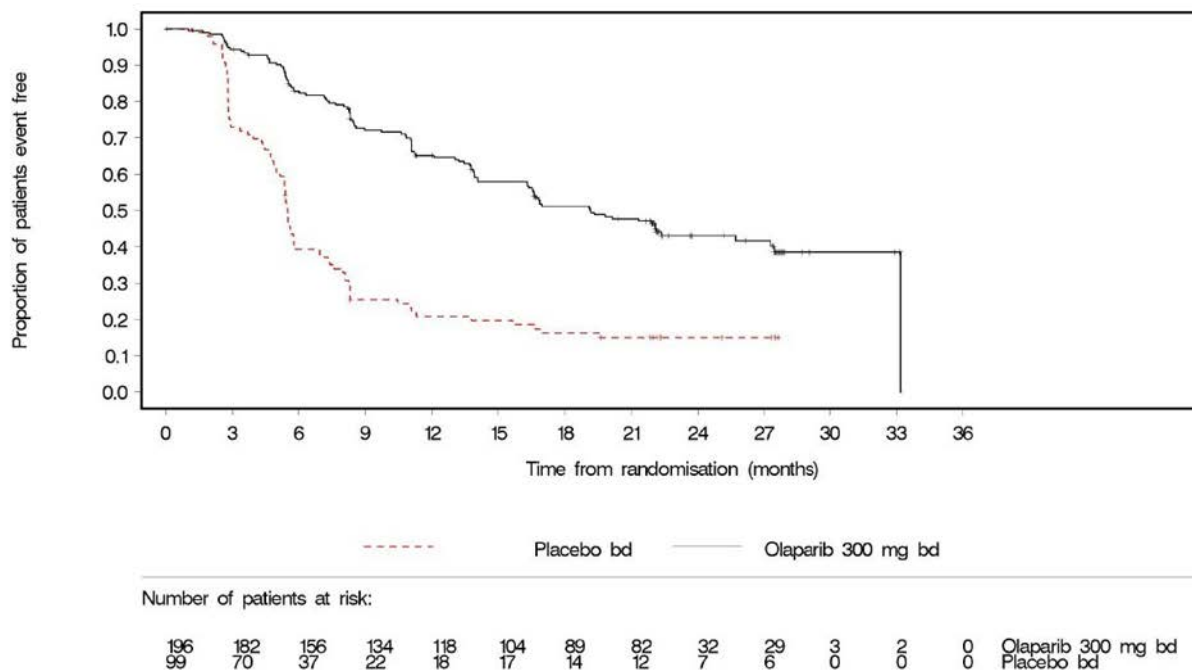 Proportion of patients event free
1.0
0.9
0.8
0.7
0.6
0.5
0.4
0.3
0.2
0.1
0.0
0 3 6 9 12 15 18 21 24 27 30 33 36
Time from randomisation (months)
Placebo bd Olaparib 300 mg bd
Number of patients at risk:
196 182 156 134 118 104 89 82 32 29 3 2 0 Olaparib 300 mg bd
99 70 37 22 18 17 14 12 7 6 0 0 0 Placebo bd